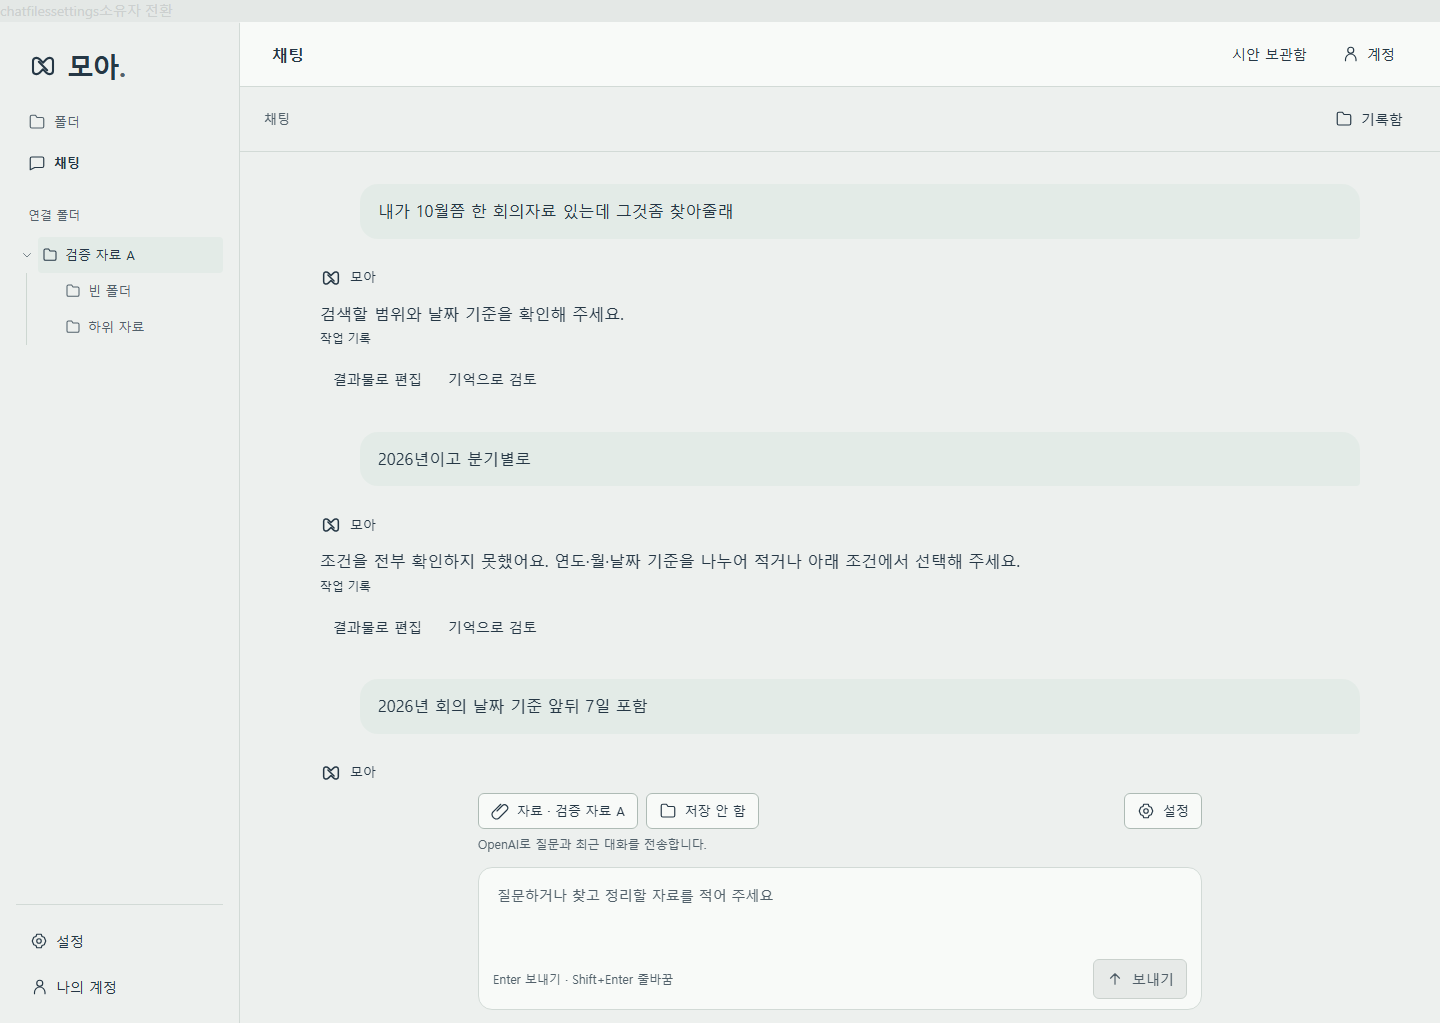 chatfilessettings소유자 전환
모아.
폴더
채팅
연결 폴더
검증 자료 A
빈 폴더
하위 자료
설정
나의 계정
채팅
시안 보관함
계정
채팅
기록함
내가 10월쯤 한 회의자료 있는데 그것좀 찾아줄래
모아
검색할 범위와 날짜 기준을 확인해 주세요.
작업 기록
결과물로 편집 기억으로 검토
2026년이고 분기별로
모아
조건을 전부 확인하지 못했어요. 연도·월·날짜 기준을 나누어 적거나 아래 조건에서 선택해 주세요.
작업 기록
결과물로 편집 기억으로 검토
2026년 회의 날짜 기준 앞뒤 7일 포함
모아
자료 · 검증 자료 A
저장 안 함
설정
OpenAI로 질문과 최근 대화를 전송합니다.
질문하거나 찾고 정리할 자료를 적어 주세요
Enter 보내기 · Shift+Enter 줄바꿈
보내기